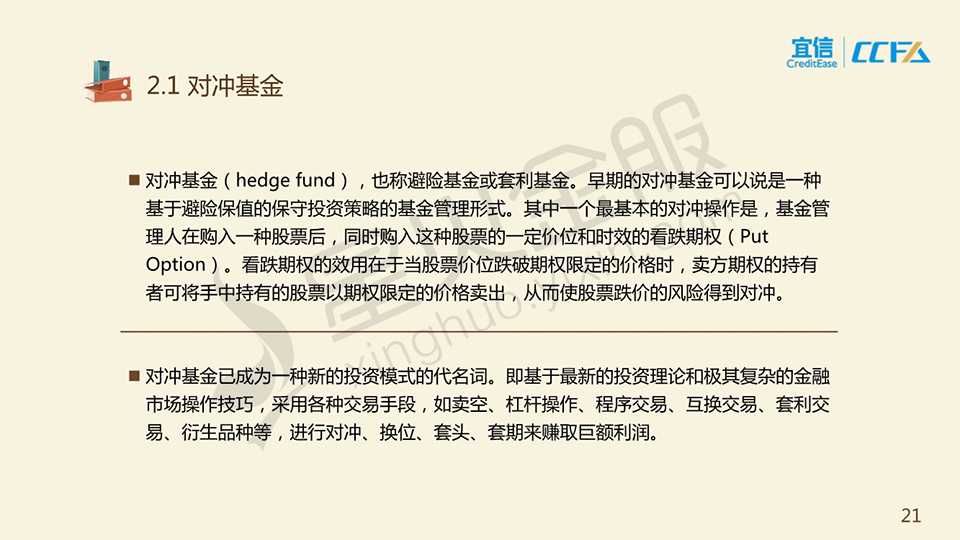 宜信
CreditEase
CCFA
2.1 对冲基金
对冲基金（hedge fund），也称避险基金或套利基金。早期的对冲基金可以说是一种
基于避险保值的保守投资策略的基金管理形式。其中一个最基本的对冲操作是，基金管
理人在购入一种股票后，同时购入这种股票的一定价位和时效的看跌期权（Put
Option）。看跌期权的效用在于当股票价位跌破期权限定的价格时，卖方期权的持有
者可将手中持有的股票以期权限定的价格卖出，从而使股票跌价的风险得到对冲。
对冲基金已成为一种新的投资模式的代名词。即基于最新的投资理论和极其复杂的金融
市场操作技巧，采用各种交易手段，如卖空、杠杆操作、程序交易、互换交易、套利交
易、衍生品种等，进行对冲、换位、套头、套期来赚取巨额利润。
星火金服
xinghuo.yixin.com
21